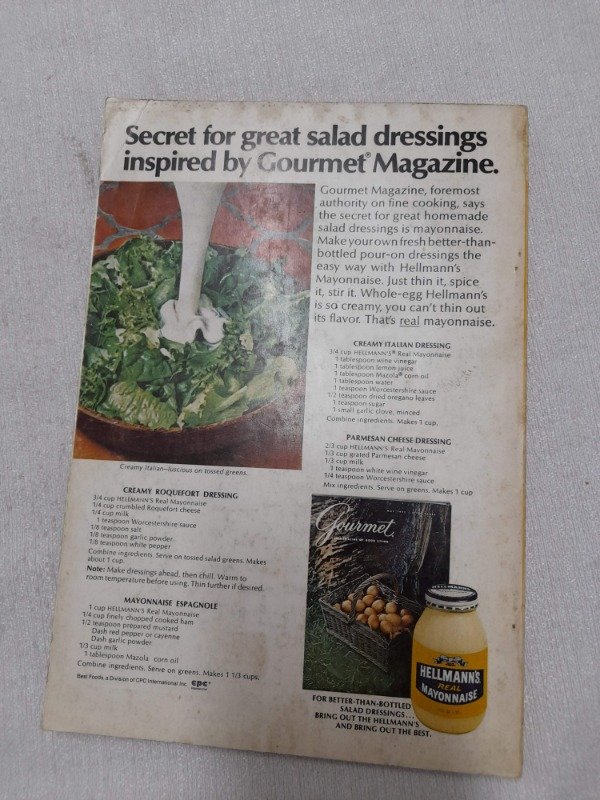 Secret for great salad dressings
inspired by Gourmet® Magazine.
Gourmet Magazine, foremost
authority on fine cooking, says
the secret for great homemade
salad dressings is mayonnaise.
Make your own fresh better-than-
bottled pour-on dressings the
easy way with Hellmann's
Mayonnaise. Just thin it, spice
it, stir it. Whole-egg Hellmann's
is so creamy, you can't thin out
its flavor. That's real mayonnaise.
Creamy Italian—luscious on tossed greens.
CREAMY ROQUEFORT DRESSING
3/4 cup HELLMANN'S Real Mayonnaise
1/4 cup crumbled Roquefort cheese
1/4 cup milk
1 teaspoon Worcestershire sauce
1/8 teaspoon salt
1/8 teaspoon garlic powder
1/8 teaspoon white pepper
Combine ingredients. Serve on tossed salad greens. Makes
about 1 cup.
Note: Make dressings ahead, then chill. Warm to
room temperature before using. Thin further if desired.
MAYONNAISE ESPAGNOLE
1 cup HELLMANN'S Real Mayonnaise
1/4 cup finely chopped cooked ham
1/2 teaspoon prepared mustard
Dash red pepper or cayenne
Dash garlic powder
1/3 cup milk
1 tablespoon Mazola corn oil
Combine ingredients. Serve on greens. Makes 1 1/3 cups.
Best Foods, a Division of CPC International Inc. CPC
CREAMY ITALIAN DRESSING
3/4 cup HELLMANN'S® Real Mayonnaise
1 tablespoon wine vinegar
1 tablespoon lemon juice
1 tablespoon Mazola® corn oil
1 tablespoon water
1 teaspoon Worcestershire sauce
1/2 teaspoon dried oregano leaves
1 teaspoon sugar
1 small garlic clove, minced
Combine ingredients. Makes 1 cup.
PARMESAN CHEESE DRESSING
2/3 cup HELLMANN'S Real Mayonnaise
1/3 cup grated Parmesan cheese
1/3 cup milk
1 teaspoon white wine vinegar
1/4 teaspoon Worcestershire sauce
Mix ingredients. Serve on greens. Makes 1 cup
Gourmet
OF GOOD LIVING
HELLMANN'S
HELLMANN'S
REAL
MAYONNAISE
FOR BETTER-THAN-BOTTLED
SALAD DRESSINGS...
BRING OUT THE HELLMANN'S
AND BRING OUT THE BEST.